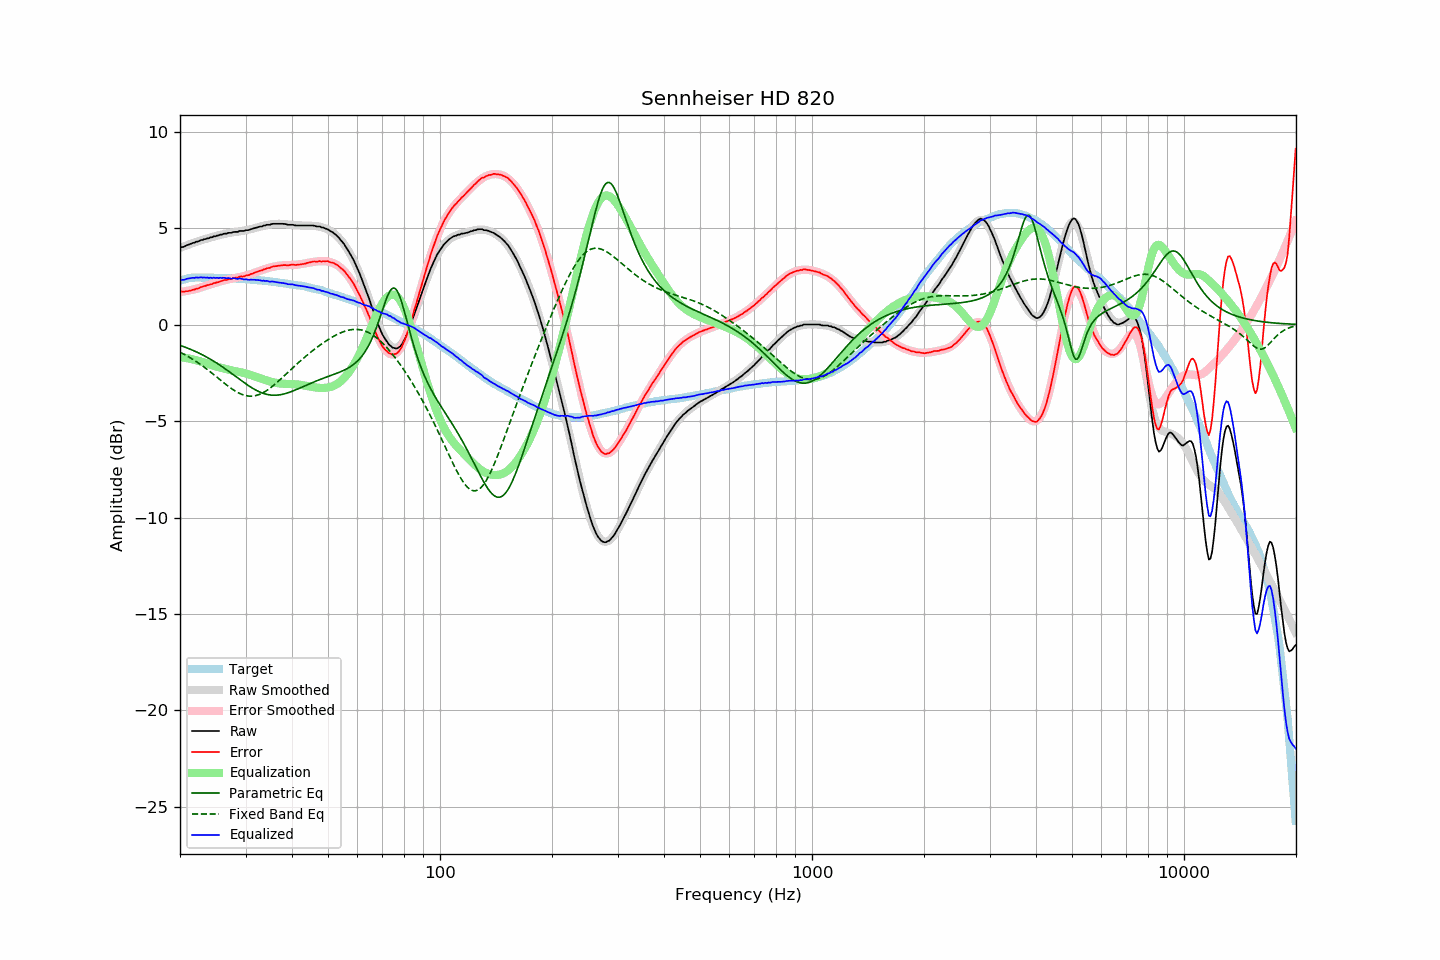 Sennheiser HD 820
10
5
0
−5
−10
−15
−20
−25
Amplitude (dBr)
Target
Raw Smoothed
Error Smoothed
Raw
Error
Equalization
Parametric Eq
Fixed Band Eq
Equalized
100
1000
10000
Frequency (Hz)